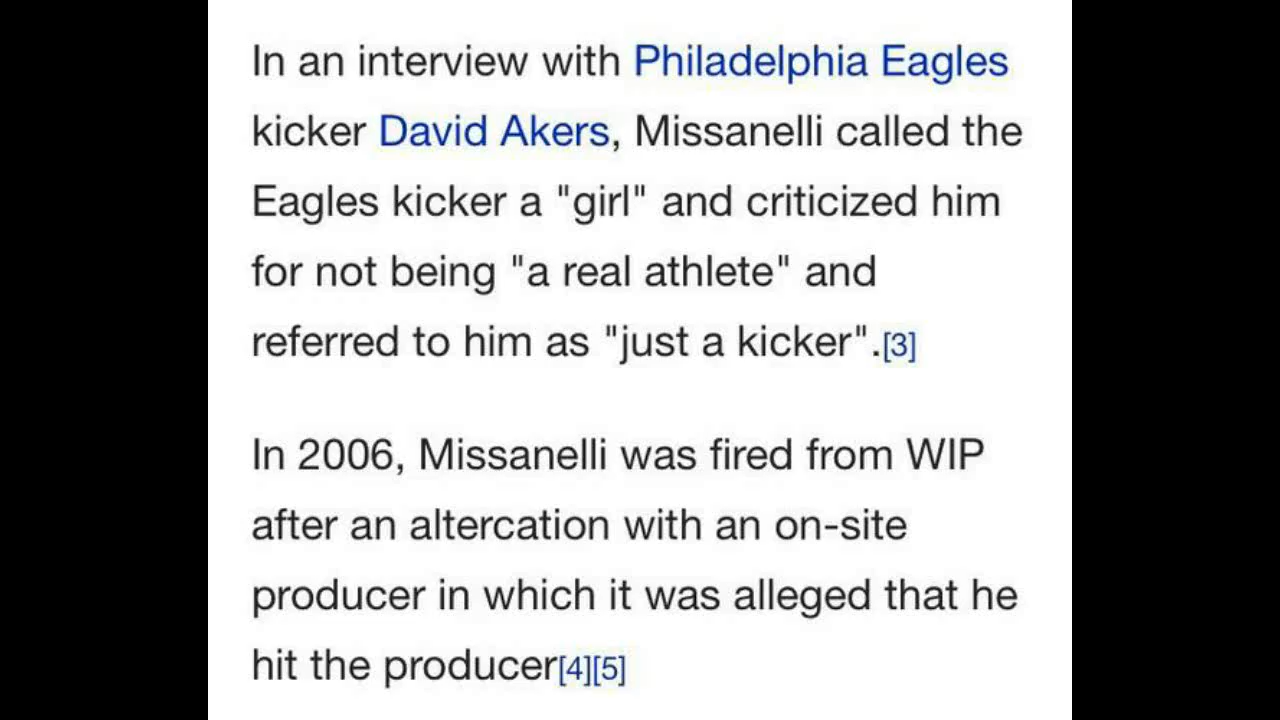 In an interview with Philadelphia Eagles
kicker David Akers, Missanelli called the
Eagles kicker a "girl" and criticized him
for not being "a real athlete" and
referred to him as "just a kicker".[3]
In 2006, Missanelli was fired from WIP
after an altercation with an on-site
producer in which it was alleged that he
hit the producer[4][5]